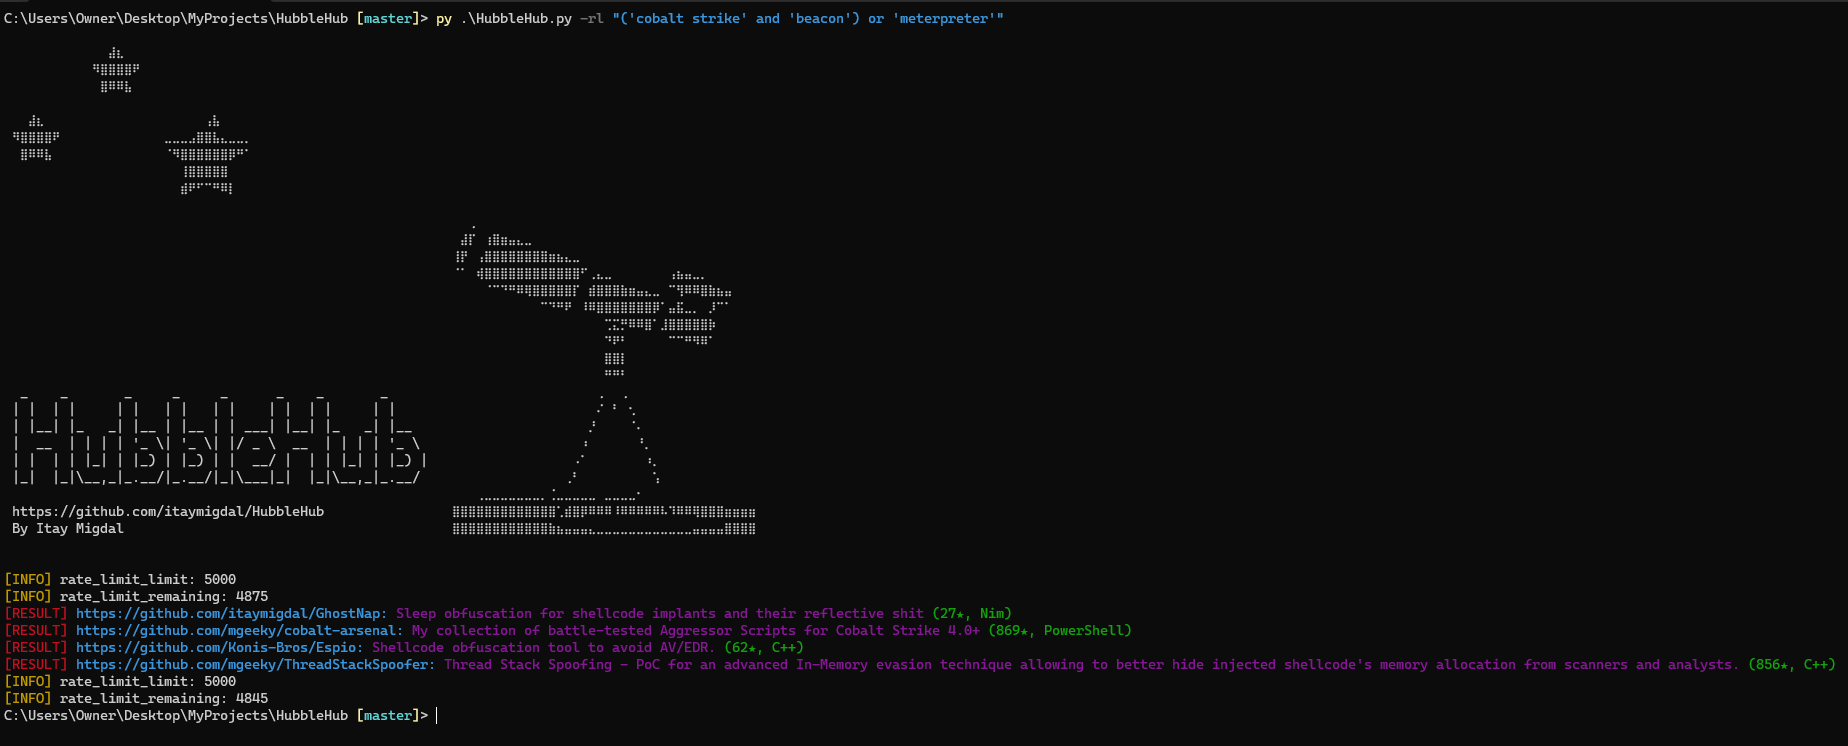 C:\Users\Owner\Desktop\MyProjects\HubbleHub [master]> py .\HubbleHub.py -rl "('cobalt strike' and 'beacon') or 'meterpreter'"
HubbleHub
https://github.com/itaymigdal/HubbleHub
By Itay Migdal
[INFO] rate_limit_limit: 5000
[INFO] rate_limit_remaining: 4875
[RESULT] https://github.com/itaymigdal/GhostNap: Sleep obfuscation for shellcode implants and their reflective shit (27★, Nim)
[RESULT] https://github.com/mgeeky/cobalt-arsenal: My collection of battle-tested Aggressor Scripts for Cobalt Strike 4.0+ (869★, PowerShell)
[RESULT] https://github.com/Konis-Bros/Espio: Shellcode obfuscation tool to avoid AV/EDR. (62★, C++)
[RESULT] https://github.com/mgeeky/ThreadStackSpoofer: Thread Stack Spoofing - PoC for an advanced In-Memory evasion technique allowing to better hide injected shellcode's memory allocation from scanners and analysts. (856★, C++)
[INFO] rate_limit_limit: 5000
[INFO] rate_limit_remaining: 4845
C:\Users\Owner\Desktop\MyProjects\HubbleHub [master]>